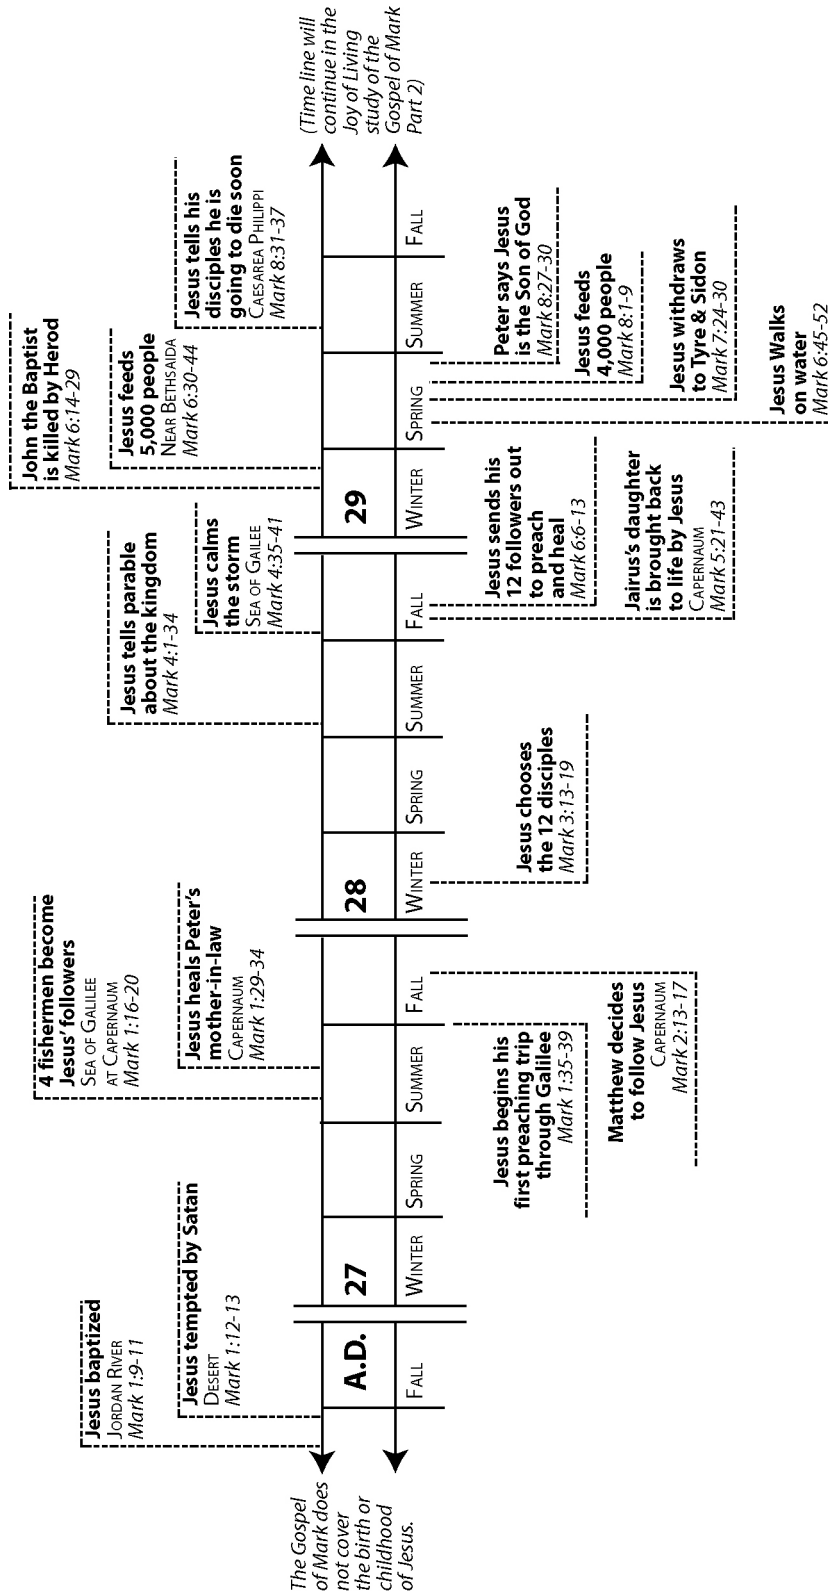 The Gospel
of Mark does
not cover
the birth or
childhood
of Jesus.
Jesus baptized
JORDAN RIVER
Mark 1:9-11
Jesus tempted by Satan
DESERT
Mark 1:12-13
4 fishermen become
Jesus' followers
SEA OF GALILEE
AT CAPERNAUM
Mark 1:16-20
Jesus heals Peter's
mother-in-law
CAPERNAUM
Mark 1:29-34
Jesus tells parable
about the kingdom
Mark 4:1-34
Jesus calms
the storm
SEA OF GAILEE
Mark 4:35-41
John the Baptist
is killed by Herod
Mark 6:14-29
Jesus feeds
5,000 people
NEAR BETHSAIDA
Mark 6:30-44
Jesus tells his
disciples he is
going to die soon
CAESAREA PHILIPPI
Mark 8:31-37
(Time line will
continue in the
Joy of Living
study of the
Gospel of Mark
Part 2)
A.D. 27 28 29
FALL WINTER SPRING SUMMER FALL WINTER SPRING SUMMER FALL WINTER SPRING SUMMER FALL
Jesus begins his
first preaching trip
through Galilee
Mark 1:35-39
Matthew decides
to follow Jesus
CAPERNAUM
Mark 2:13-17
Jesus chooses
the 12 disciples
Mark 3:13-19
Jesus sends his
12 followers out
to preach
and heal
Mark 6:6-13
Jairus's daughter
is brought back
to life by Jesus
CAPERNAUM
Mark 5:21-43
Peter says Jesus
is the Son of God
Mark 8:27-30
Jesus feeds
4,000 people
Mark 8:1-9
Jesus withdraws
to Tyre & Sidon
Mark 7:24-30
Jesus Walks
on water
Mark 6:45-52